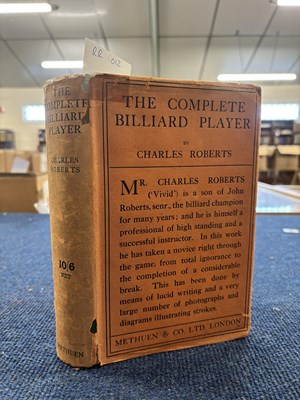 RR 012
THE
COMPLETE
BILLIARD
PLAYER
CHARLES
ROBERTS
10/6
NET
METHUEN
THE COMPLETE
BILLIARD PLAYER
BY
CHARLES ROBERTS
MR. CHARLES ROBERTS
('Vivid') is a son of John
Roberts, senr., the billiard champion
for many years; and he is himself a
professional of high standing and a
successful instructor. In this work
he has taken a novice right through
the game, from total ignorance to
the completion of a considerable
break. This has been done by
means of lucid writing and a very
large number of photographs and
diagrams illustrating strokes.
METHUEN & CO. LTD. LONDON